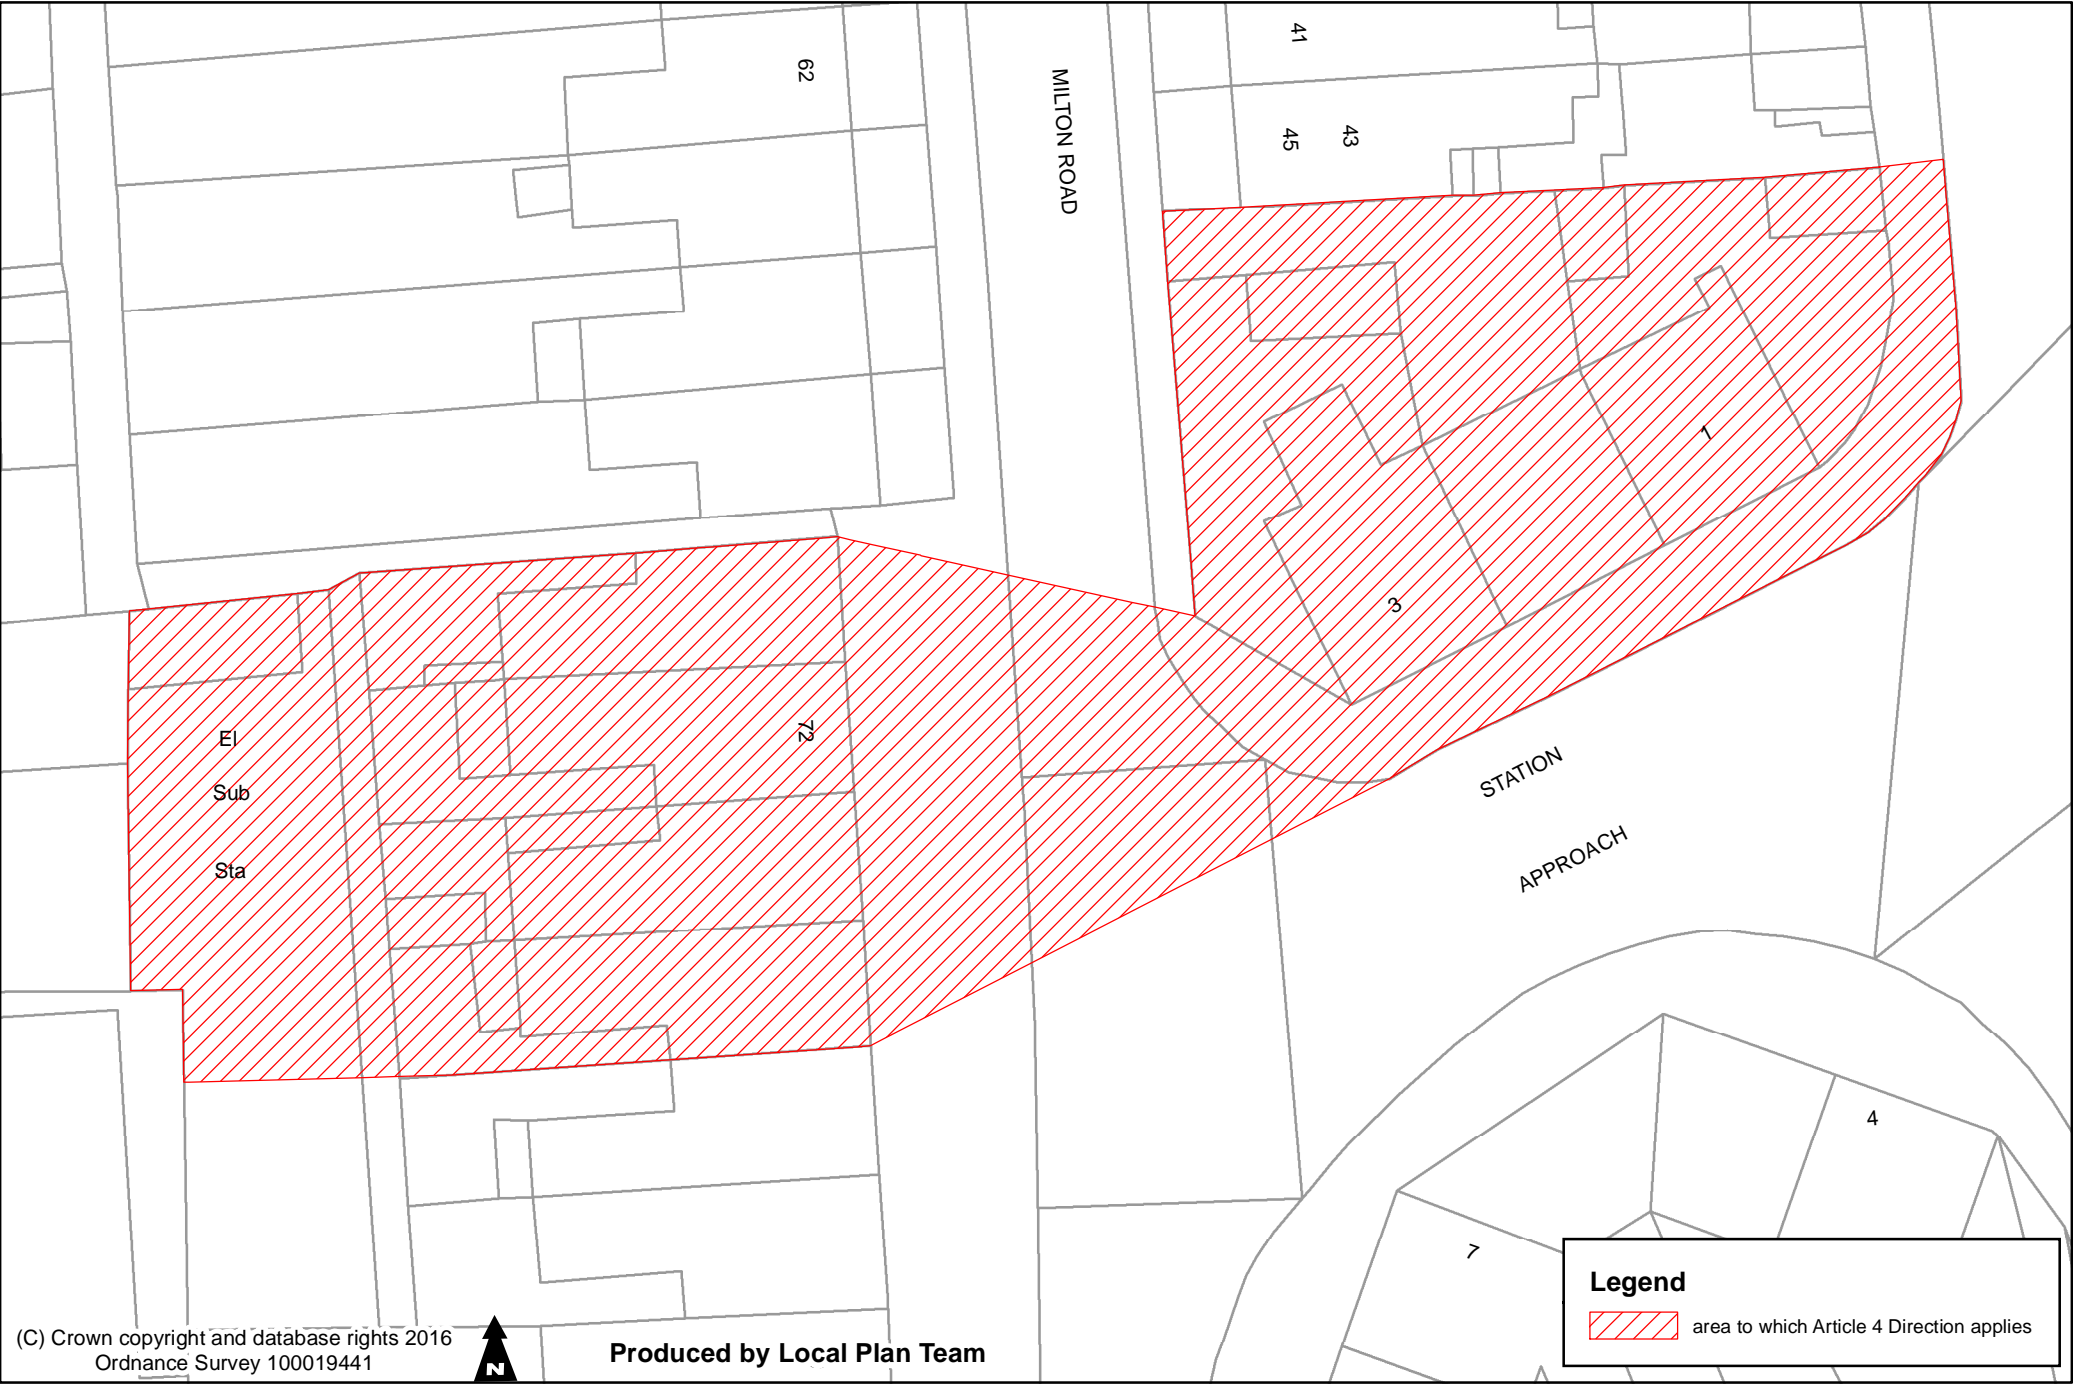 62
MILTON ROAD
41
45
43
1
3
72
El
Sub
Sta
STATION
APPROACH
4
7
Legend
area to which Article 4 Direction applies
(C) Crown copyright and database rights 2016
Ordnance Survey 100019441
N
Produced by Local Plan Team